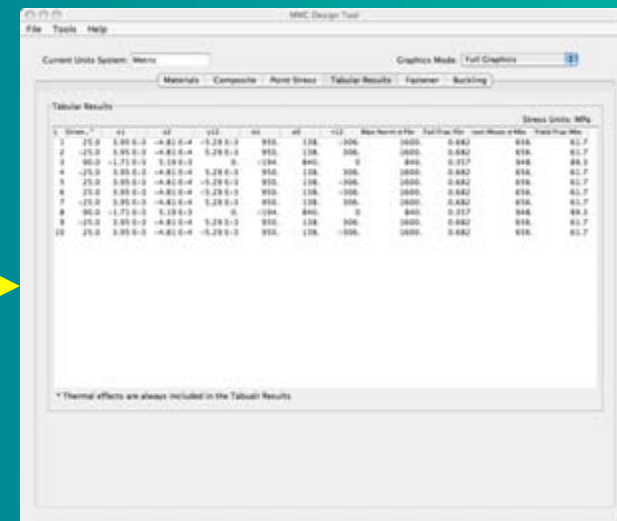 MMC Design Tool
File Tools Help
Current Units System: Metric
Graphics Mode: Full Graphics
Materials Composite Point Stress Tabular Results Fastener Buckling
Tabular Results
Stress Units: MPa
1 25.0 3.95 E-3 -4.81 E-4 -5.29 E-3 950. 138. -306. 1600. 0.682 656. 61.7
2 -25.0 3.95 E-3 -4.81 E-4 5.29 E-3 950. 138. 306. 1600. 0.682 656. 61.7
3 90.0 -1.71 E-3 5.19 E-3 0. -194. 840. 0 840. 0.357 948. 89.3
4 -25.0 3.95 E-3 -4.81 E-4 5.29 E-3 950. 138. 306. 1600. 0.682 656. 61.7
5 25.0 3.95 E-3 -4.81 E-4 -5.29 E-3 950. 138. -306. 1600. 0.682 656. 61.7
6 25.0 3.95 E-3 -4.81 E-4 -5.29 E-3 950. 138. -306. 1600. 0.682 656. 61.7
7 -25.0 3.95 E-3 -4.81 E-4 5.29 E-3 950. 138. 306. 1600. 0.682 656. 61.7
8 90.0 -1.71 E-3 5.19 E-3 0. -194. 840. 0 840. 0.357 948. 89.3
9 -25.0 3.95 E-3 -4.81 E-4 5.29 E-3 950. 138. 306. 1600. 0.682 656. 61.7
10 25.0 3.95 E-3 -4.81 E-4 -5.29 E-3 950. 138. -306. 1600. 0.682 656. 61.7
* Thermal effects are always included in the Tabualr Results